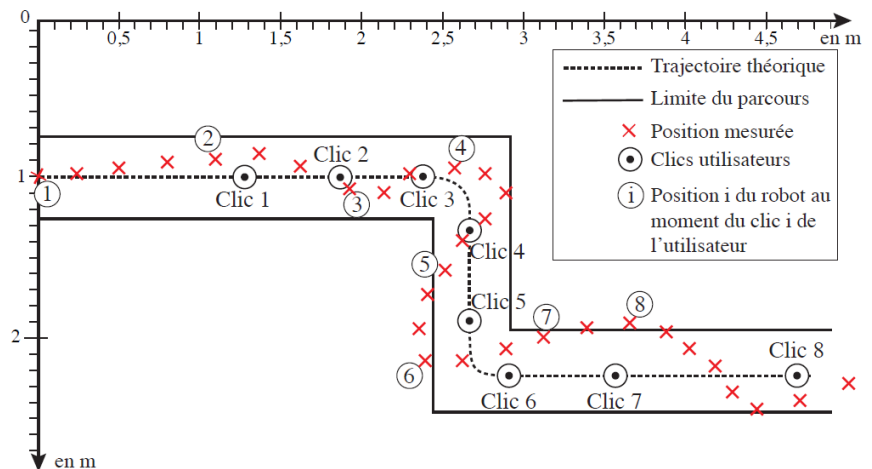 0
0,5
1
1,5
2
2,5
3
3,5
4
4,5
en m
Trajectoire théorique
Limite du parcours
Position mesurée
Clics utilisateurs
i
Position i du robot au
moment du clic i de
l'utilisateur
2
4
Clic 2
1
1
Clic 1
3
Clic 3
Clic 4
5
Clic 5
7
8
2
6
Clic 6
Clic 7
Clic 8
en m